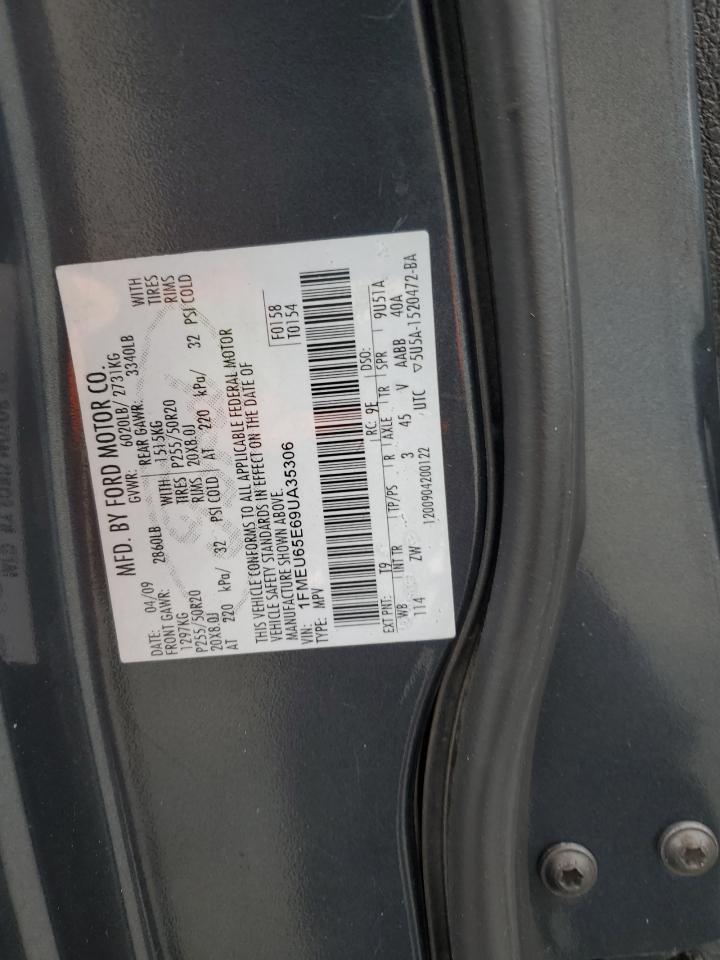 MFD. BY FORD MOTOR CO.
DATE: 04/09 GVWR: 6020LB/ 2731KG
FRONT GAWR: 2860LB REAR GAWR: 3340LB
1297KG WITH 1515KG WITH
P255/50R20 TIRES P255/50R20 TIRES
20X8.0J RIMS 20X8.0J RIMS
AT 220 kPa/ 32 PSI COLD AT 220 kPa/ 32 PSI COLD
THIS VEHICLE CONFORMS TO ALL APPLICABLE FEDERAL MOTOR
VEHICLE SAFETY STANDARDS IN EFFECT ON THE DATE OF
MANUFACTURE SHOWN ABOVE.
VIN: 1FMEU65E69UA35306 F0158
TYPE: MPV T0154
EXT PNT: T9 RC: 9E DSO:
WB INT TR TP/PS R AXLE TR SPR 9U51A
114 ZW 3 45 V AABB 40A
1200904200122 UTC ▽5U5A-1520472-BA